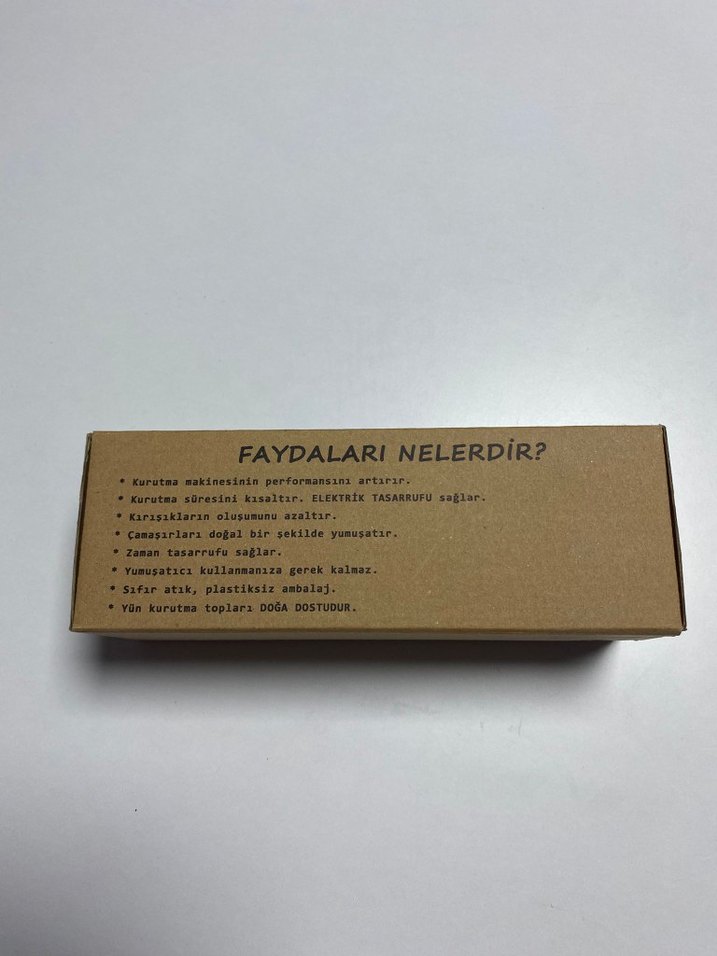 FAYDALARI NELERDİR?
* Kurutma makinesinin performansını artırır.
* Kurutma süresini kısaltır. ELEKTRİK TASARRUFU sağlar.
* Kırışıkların oluşumunu azaltır.
* Çamaşırları doğal bir şekilde yumuşatır.
* Zaman tasarrufu sağlar.
* Yumuşatıcı kullanmanıza gerek kalmaz.
* Sıfır atık, plastiksiz ambalaj.
* Yün kurutma topları DOĞA DOSTUDUR.